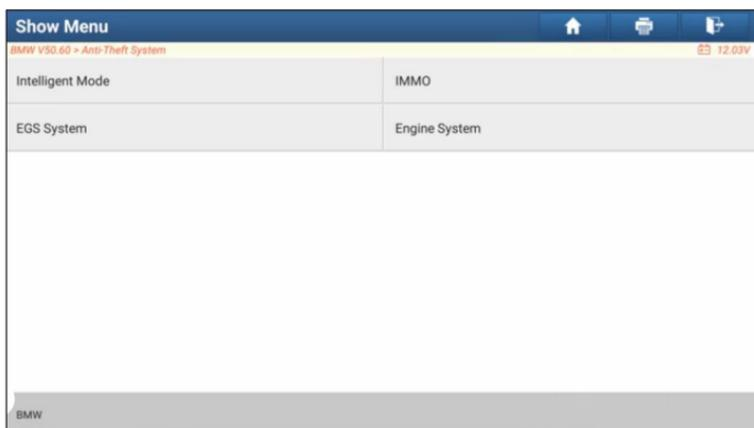 Show Menu
BMW V50.60 > Anti-Theft System 12.03V
Intelligent Mode IMMO
EGS System Engine System
BMW